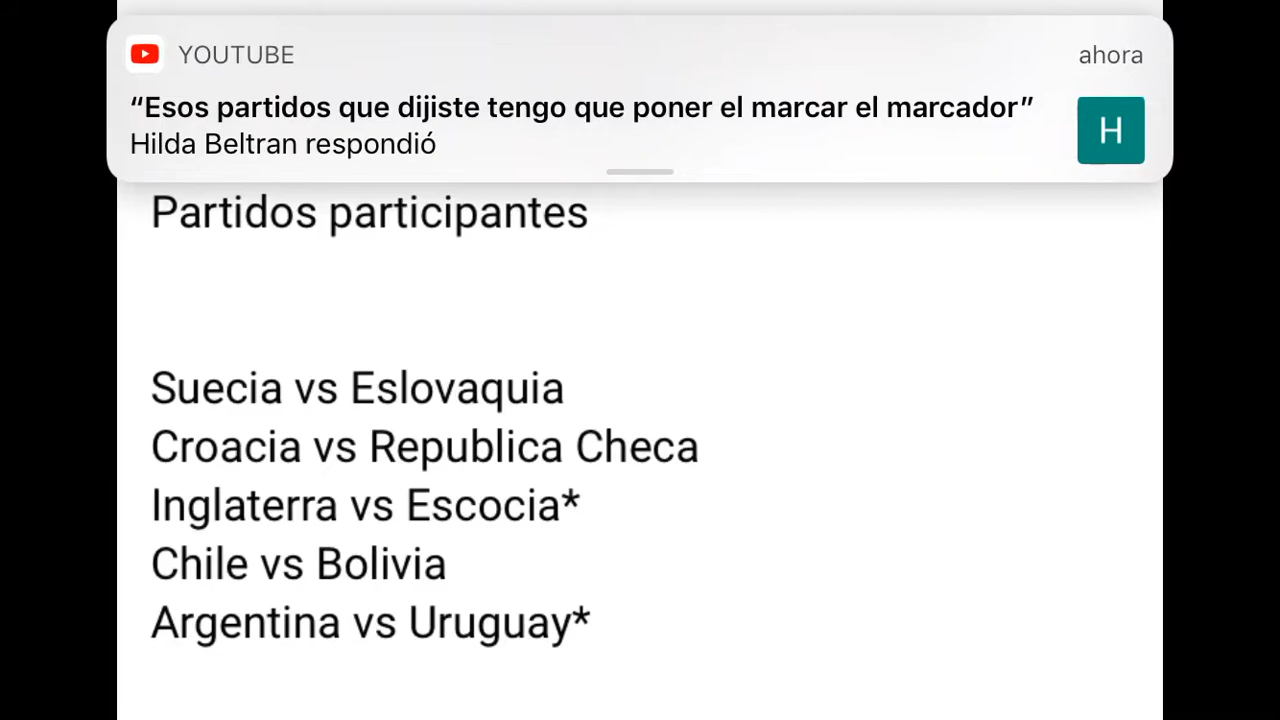 YOUTUBE
ahora
“Esos partidos que dijiste tengo que poner el marcar el marcador”
Hilda Beltran respondió
H
Partidos participantes
Suecia vs Eslovaquia
Croacia vs Republica Checa
Inglaterra vs Escocia*
Chile vs Bolivia
Argentina vs Uruguay*